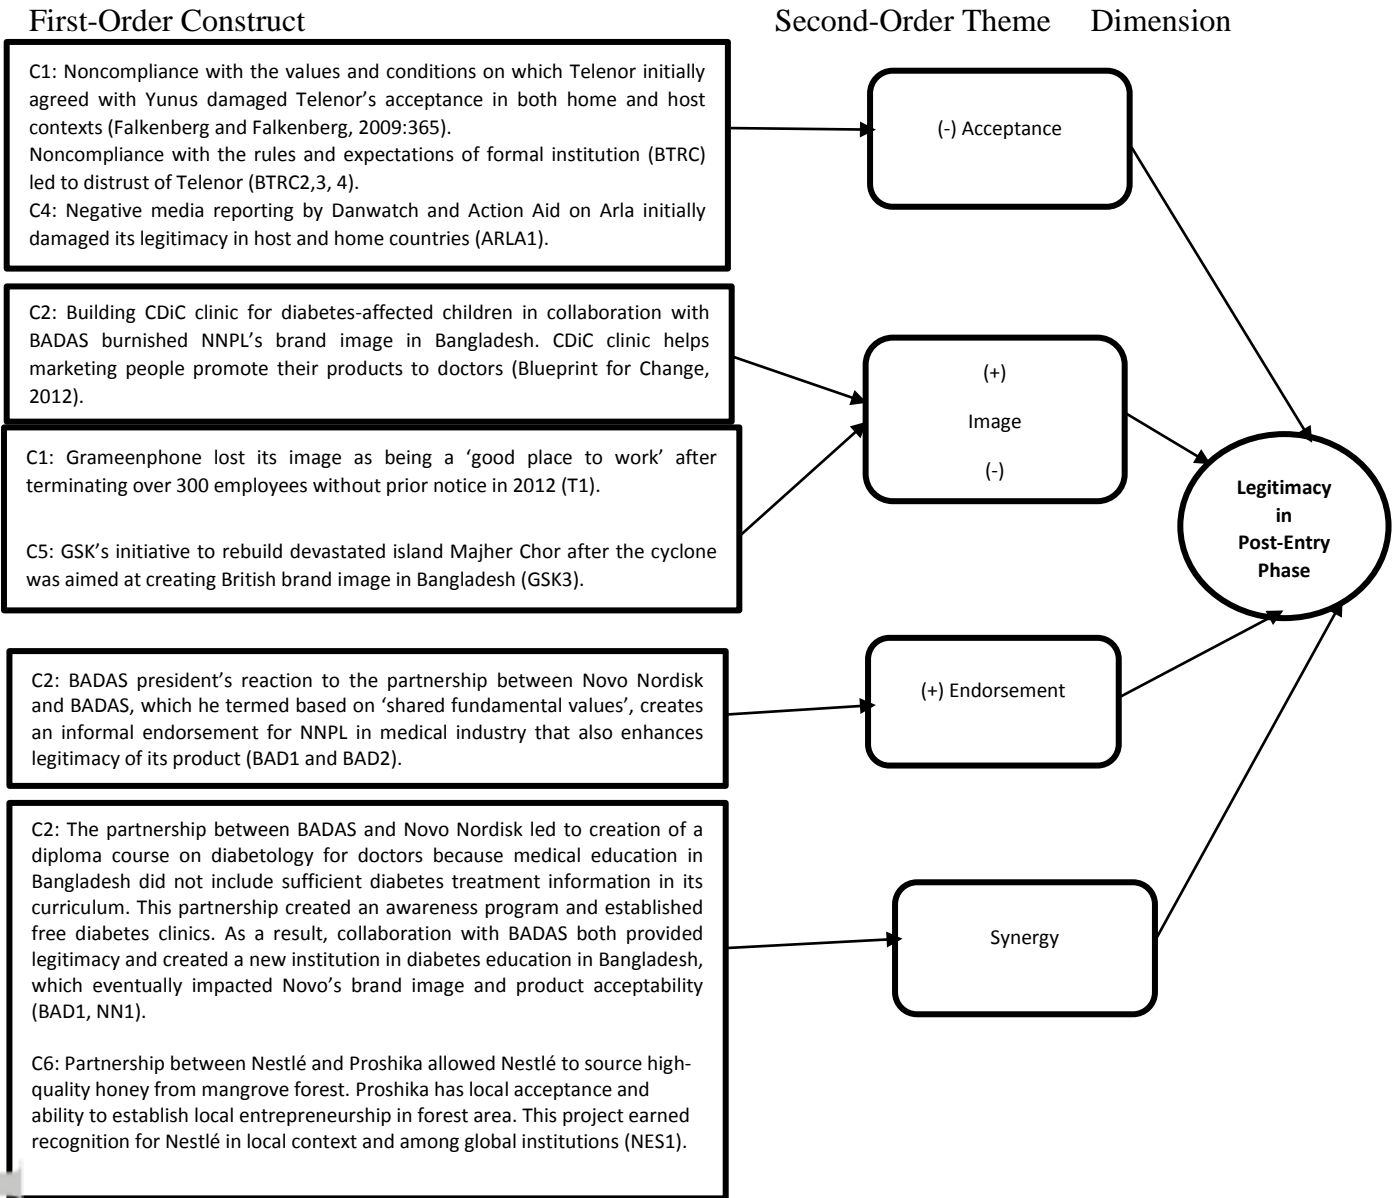 First-Order Construct
Second-Order Theme
Dimension
C1: Noncompliance with the values and conditions on which Telenor initially
agreed with Yunus damaged Telenor’s acceptance in both home and host
contexts (Falkenberg and Falkenberg, 2009:365).
Noncompliance with the rules and expectations of formal institution (BTRC)
led to distrust of Telenor (BTRC2,3, 4).
C4: Negative media reporting by Danwatch and Action Aid on Arla initially
damaged its legitimacy in host and home countries (ARLA1).
(-) Acceptance
C2: Building CDiC clinic for diabetes-affected children in collaboration with
BADAS burnished NNPL’s brand image in Bangladesh. CDiC clinic helps
marketing people promote their products to doctors (Blueprint for Change,
2012).
C1: Grameenphone lost its image as being a ‘good place to work’ after
terminating over 300 employees without prior notice in 2012 (T1).
C5: GSK’s initiative to rebuild devastated island Majher Chor after the cyclone
was aimed at creating British brand image in Bangladesh (GSK3).
(+)
Image
(-)
Legitimacy
in
Post-Entry
Phase
C2: BADAS president’s reaction to the partnership between Novo Nordisk
and BADAS, which he termed based on ‘shared fundamental values’, creates
an informal endorsement for NNPL in medical industry that also enhances
legitimacy of its product (BAD1 and BAD2).
(+) Endorsement
C2: The partnership between BADAS and Novo Nordisk led to creation of a
diploma course on diabetology for doctors because medical education in
Bangladesh did not include sufficient diabetes treatment information in its
curriculum. This partnership created an awareness program and established
free diabetes clinics. As a result, collaboration with BADAS both provided
legitimacy and created a new institution in diabetes education in Bangladesh,
which eventually impacted Novo’s brand image and product acceptability
(BAD1, NN1).
C6: Partnership between Nestlé and Proshika allowed Nestlé to source high-
quality honey from mangrove forest. Proshika has local acceptance and
ability to establish local entrepreneurship in forest area. This project earned
recognition for Nestlé in local context and among global institutions (NES1).
Synergy